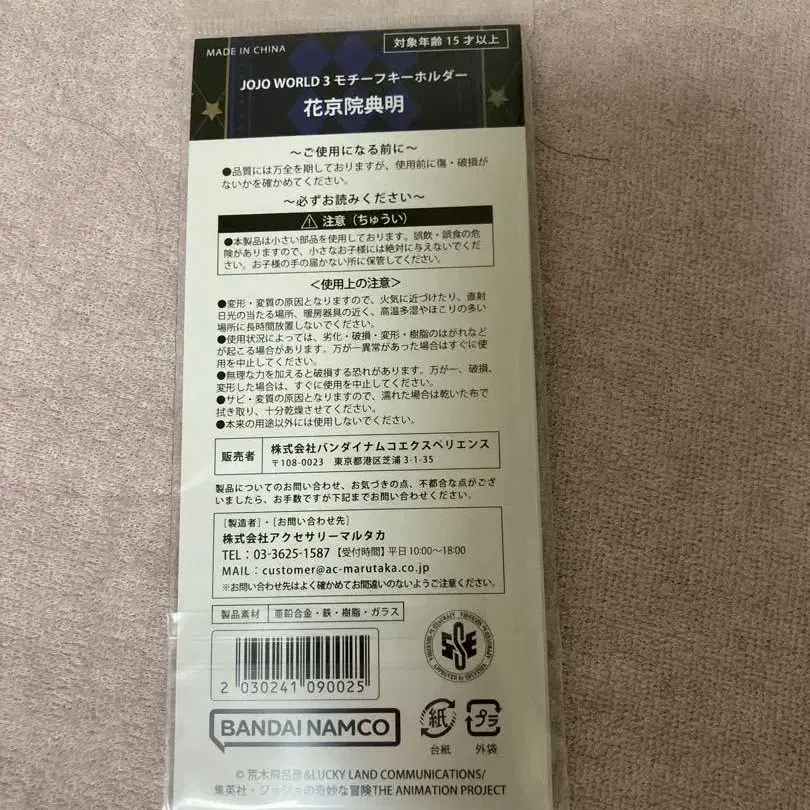 MADE IN CHINA
対象年齢 15 才以上
JOJO WORLD 3 モチーフキーホルダー
花京院典明
～ご使用になる前に～
●品質には万全を期しておりますが、使用前に傷・破損が
ないかを確かめてください。
～必ずお読みください～
注意（ちゅうい）
●本製品は小さい部品を使用しております。誤飲・誤食の危
険がありますので、小さなお子様には絶対に与えないでくだ
さい。お子様の手の届かない所に保管してください。
＜使用上の注意＞
●変形・変質の原因となりますので、火気に近づけたり、直射
日光の当たる場所、暖房器具の近く、高温多湿やほこりの多い
場所に長時間放置しないでください。
●使用状況によっては、劣化・破損・変形・樹脂のはがれなど
が起こる場合があります。万が一異常があった場合はすぐに使
用を中止してください。
●無理な力を加えると破損する恐れがあります。万が一、破損、
変形した場合は、すぐに使用を中止してください。
●サビ・変質の原因となりますので、濡れた場合は乾いた布で
拭き取り、十分乾燥させてください。
●本来の用途以外には使用しないでください。
販売者
株式会社バンダイナムコエクスペリエンス
〒108-0023 東京都港区芝浦 3-1-35
製品についてのお問い合わせ、お気づきの点、不都合な点がござ
いましたら、お手数ですが下記までお問い合わせください。
［製造者］・［お問い合わせ先］
株式会社アクセサリーマルタカ
TEL：03-3625-1587 【受付時間】平日 10:00～18:00
MAIL：customer@ac-marutaka.co.jp
※お問い合わせ先はよく確かめてお間違いのないようご注意ください。
製品素材 亜鉛合金・鉄・樹脂・ガラス
2 030241 090025
SSE
BANDAI NAMCO
紙
台紙
プラ
外袋
© 荒木飛呂彦&LUCKY LAND COMMUNICATIONS/
集英社・ジョジョの奇妙な冒険THE ANIMATION PROJECT